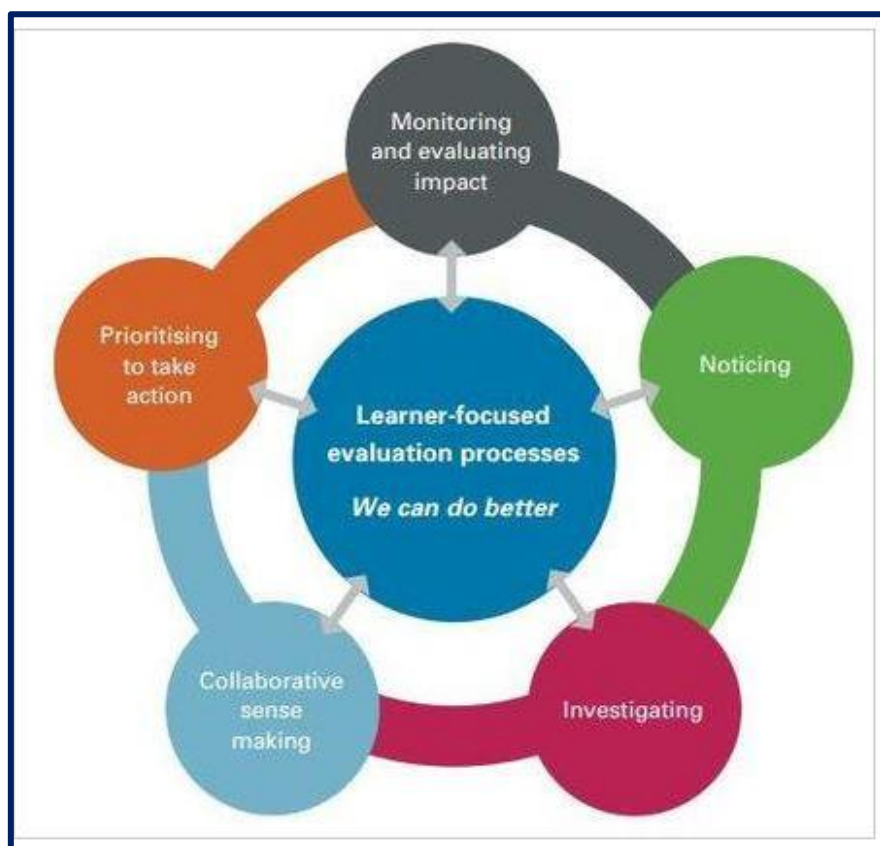 Monitoring
and evaluating
impact
Noticing
Prioritising
to take
action
Learner-focused
evaluation processes
We can do better
Collaborative
sense
making
Investigating